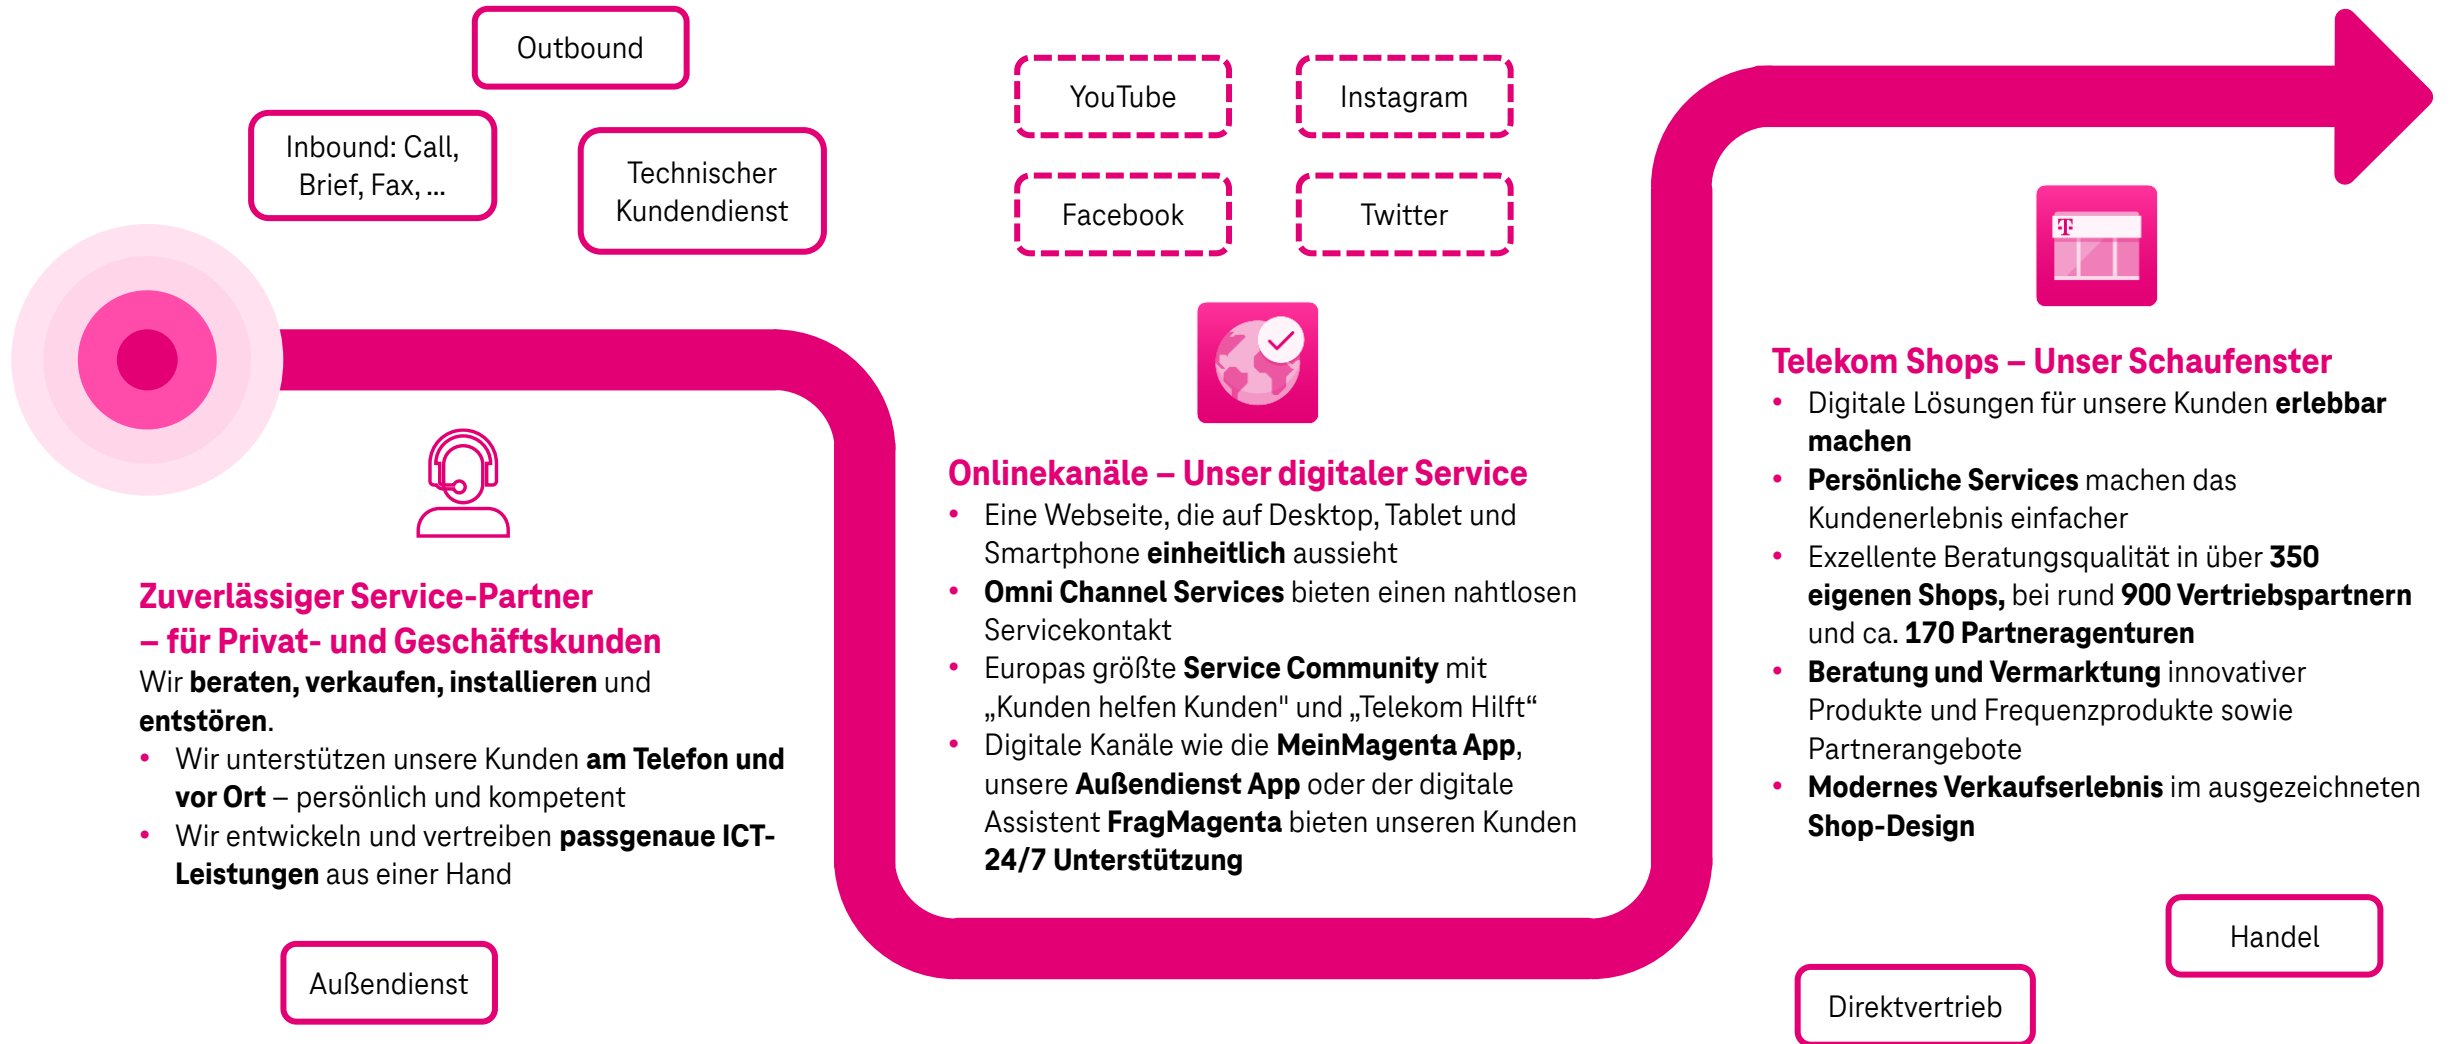 Outbound
Inbound: Call,
Brief, Fax, ...
Technischer
Kundendienst
Zuverlässiger Service-Partner
– für Privat- und Geschäftskunden
Wir beraten, verkaufen, installieren und
entstören.
• Wir unterstützen unsere Kunden am Telefon und
vor Ort – persönlich und kompetent
• Wir entwickeln und vertreiben passgenaue ICT-
Leistungen aus einer Hand
Außendienst
YouTube
Instagram
Facebook
Twitter
Onlinekanäle – Unser digitaler Service
• Eine Webseite, die auf Desktop, Tablet und
Smartphone einheitlich aussieht
• Omni Channel Services bieten einen nahtlosen
Servicekontakt
• Europas größte Service Community mit
„Kunden helfen Kunden" und „Telekom Hilft“
• Digitale Kanäle wie die MeinMagenta App,
unsere Außendienst App oder der digitale
Assistent FragMagenta bieten unseren Kunden
24/7 Unterstützung
T
Telekom Shops – Unser Schaufenster
• Digitale Lösungen für unsere Kunden erlebbar
machen
• Persönliche Services machen das
Kundenerlebnis einfacher
• Exzellente Beratungsqualität in über 350
eigenen Shops, bei rund 900 Vertriebspartnern
und ca. 170 Partneragenturen
• Beratung und Vermarktung innovativer
Produkte und Frequenzprodukte sowie
Partnerangebote
• Modernes Verkaufserlebnis im ausgezeichneten
Shop-Design
Handel
Direktvertrieb